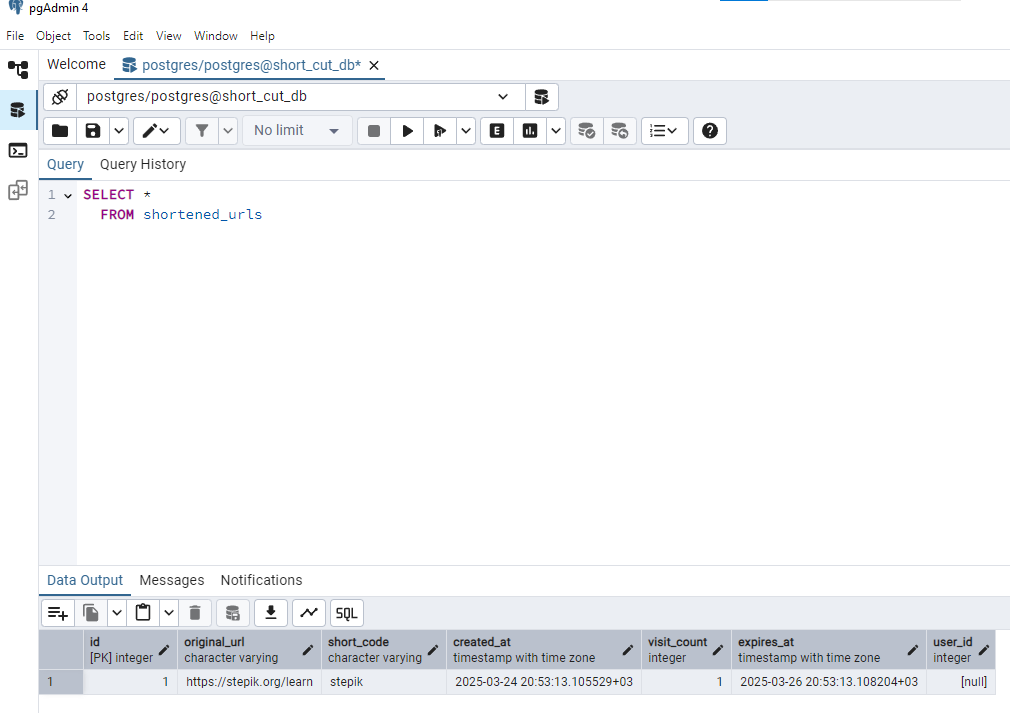 pgAdmin 4
File Object Tools Edit View Window Help
Welcome postgres/postgres@short_cut_db*
postgres/postgres@short_cut_db
No limit E
Query Query History
1 SELECT *
2 FROM shortened_urls
Data Output Messages Notifications
SQL
id original_url short_code created_at visit_count expires_at user_id
[PK] integer character varying character varying timestamp with time zone integer timestamp with time zone integer
1 1 https://stepik.org/learn stepik 2025-03-24 20:53:13.105529+03 1 2025-03-26 20:53:13.108204+03 [null]